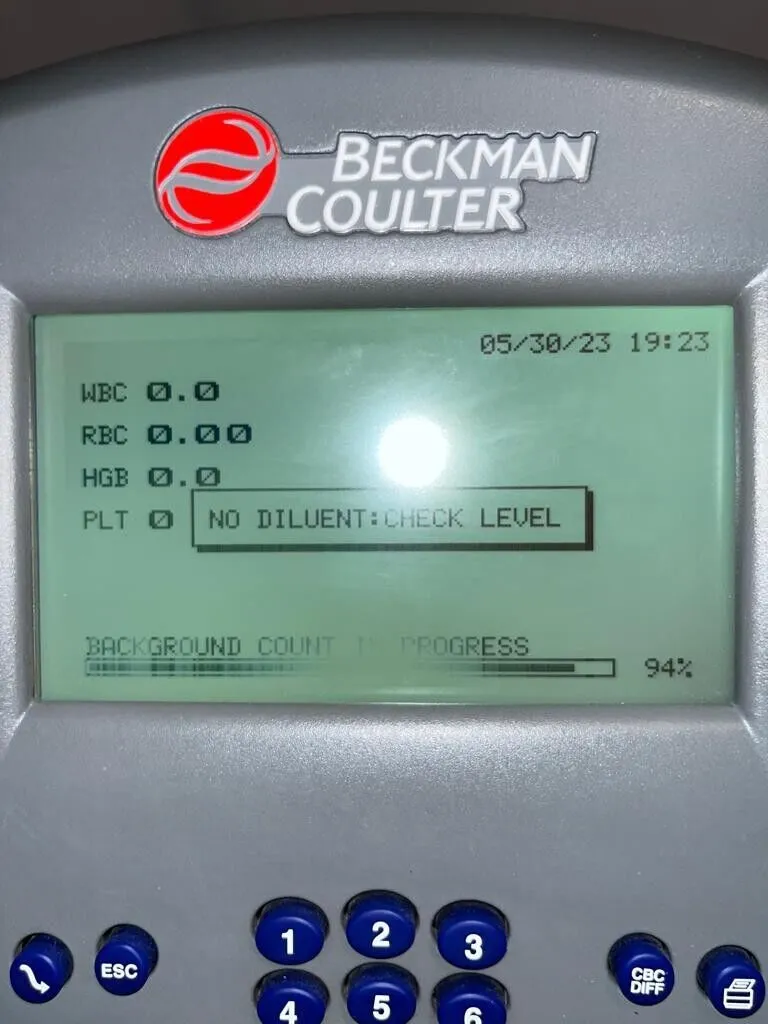 BECKMAN
COULTER
05/30/23 19:23
WBC 0.0
RBC 0.00
HGB 0.0
PLT 0
NO DILUENT:CHECK LEVEL
BACKGROUND COUNT IN PROGRESS
94%
1
2
3
ESC
CBC
DIFF
4
5
6